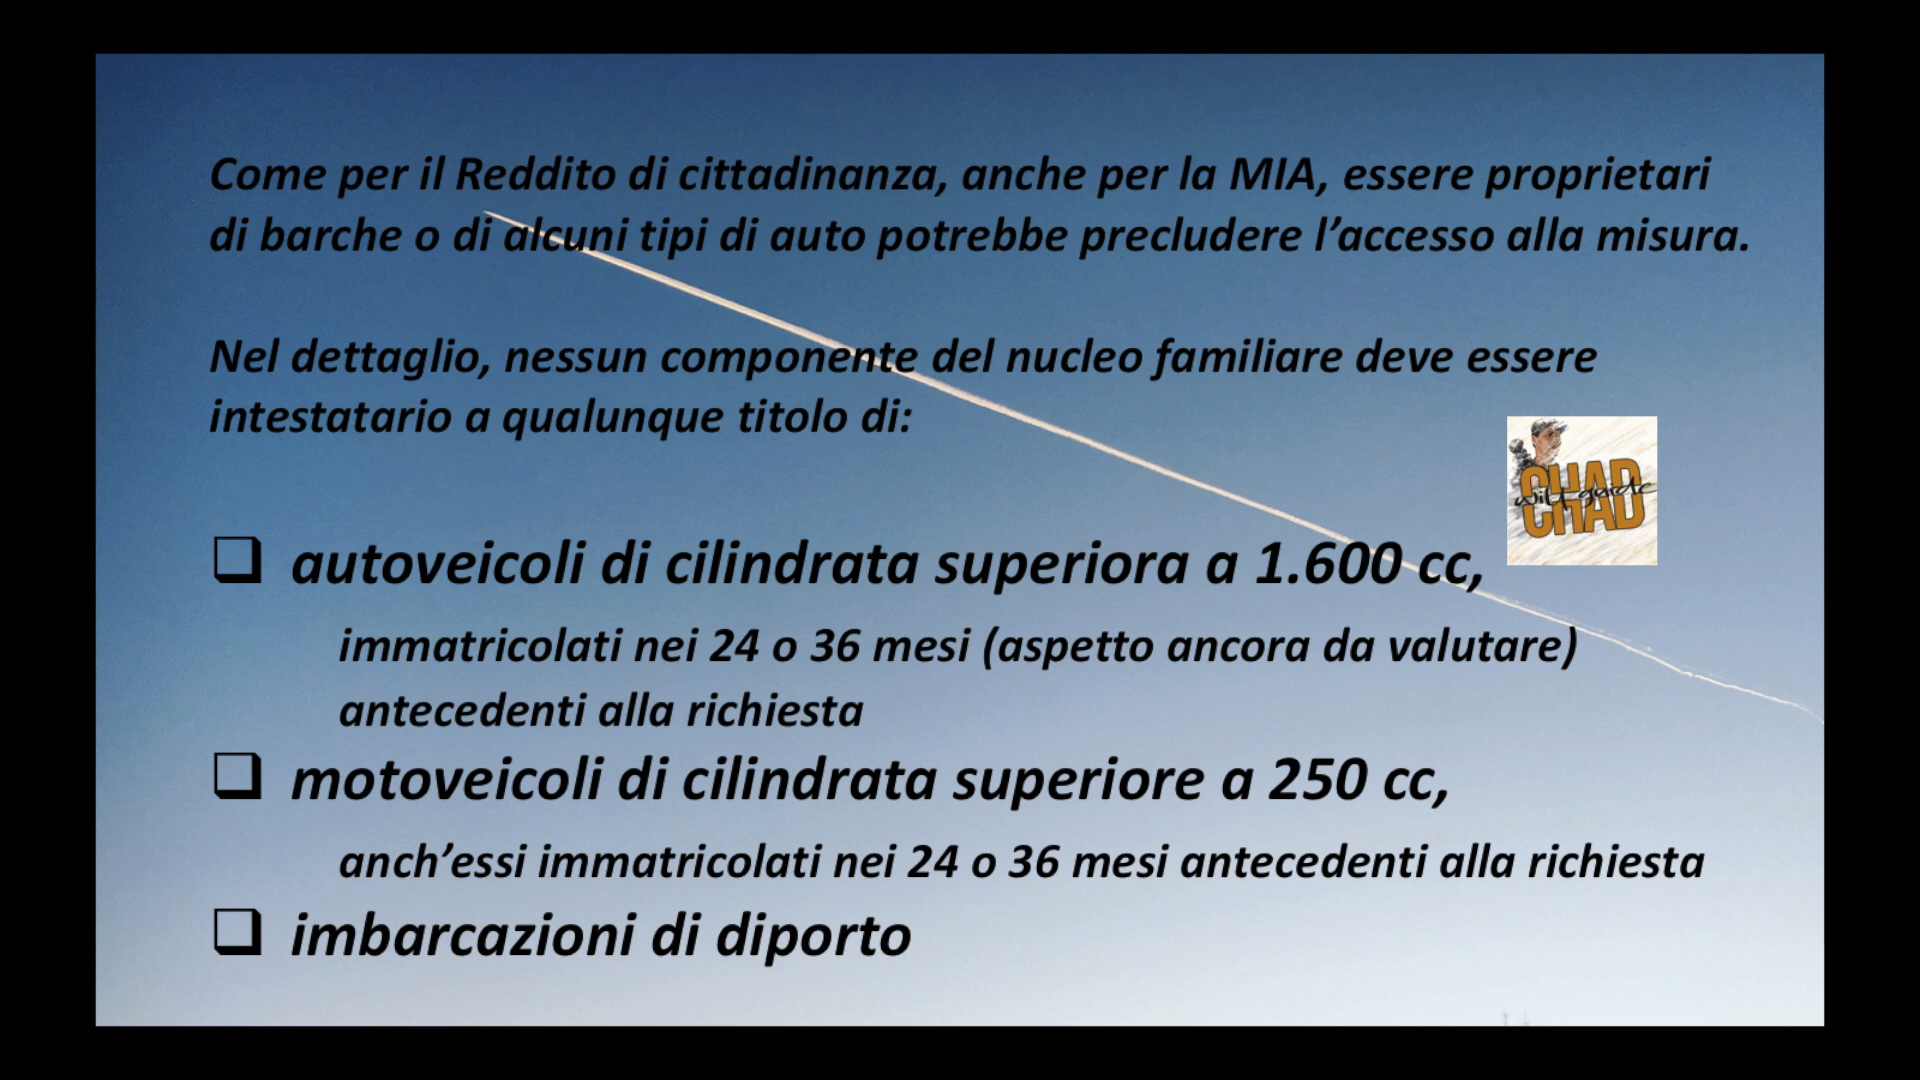 Come per il Reddito di cittadinanza, anche per la MIA, essere proprietari
di barche o di alcuni tipi di auto potrebbe precludere l’accesso alla misura.
Nel dettaglio, nessun componente del nucleo familiare deve essere
intestatario a qualunque titolo di:
CHAD
wild guide
CHAD
❑ autoveicoli di cilindrata superiora a 1.600 cc,
immatricolati nei 24 o 36 mesi (aspetto ancora da valutare)
antecedenti alla richiesta
❑ motoveicoli di cilindrata superiore a 250 cc,
anch’essi immatricolati nei 24 o 36 mesi antecedenti alla richiesta
❑ imbarcazioni di diporto